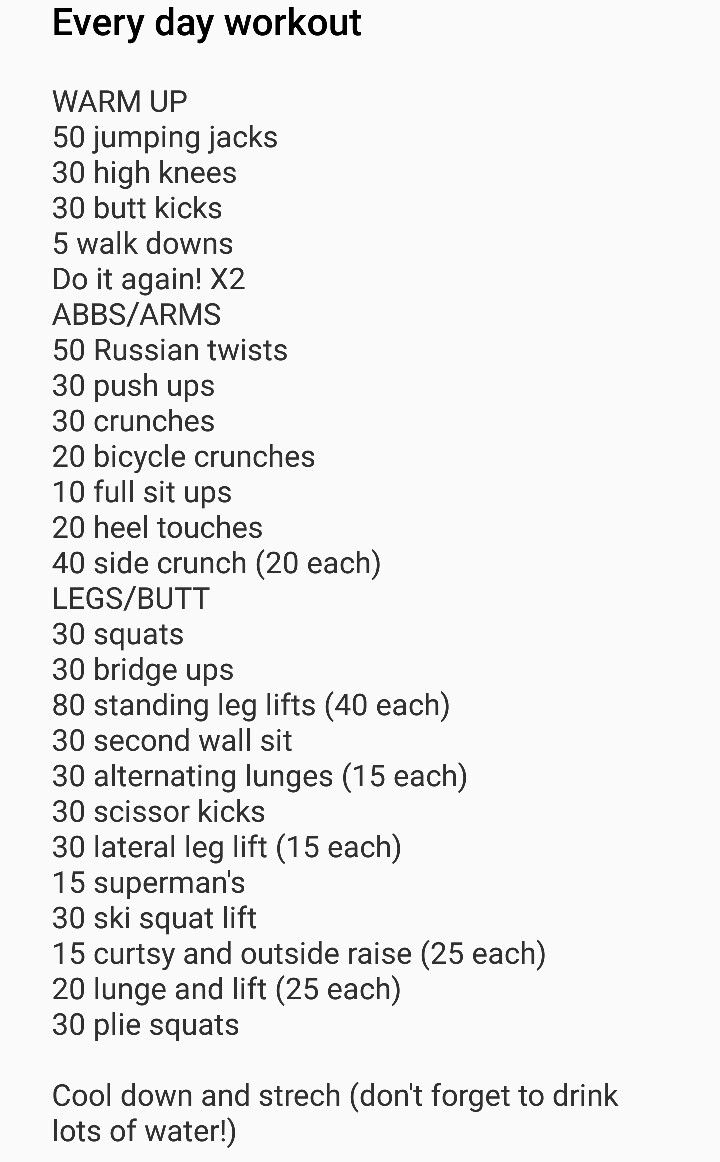 Every day workout
WARM UP
50 jumping jacks
30 high knees
30 butt kicks
5 walk downs
Do it again! X2
ABBS/ARMS
50 Russian twists
30 push ups
30 crunches
20 bicycle crunches
10 full sit ups
20 heel touches
40 side crunch (20 each)
LEGS/BUTT
30 squats
30 bridge ups
80 standing leg lifts (40 each)
30 second wall sit
30 alternating lunges (15 each)
30 scissor kicks
30 lateral leg lift (15 each)
15 superman's
30 ski squat lift
15 curtsy and outside raise (25 each)
20 lunge and lift (25 each)
30 plie squats
Cool down and strech (don't forget to drink
lots of water!)